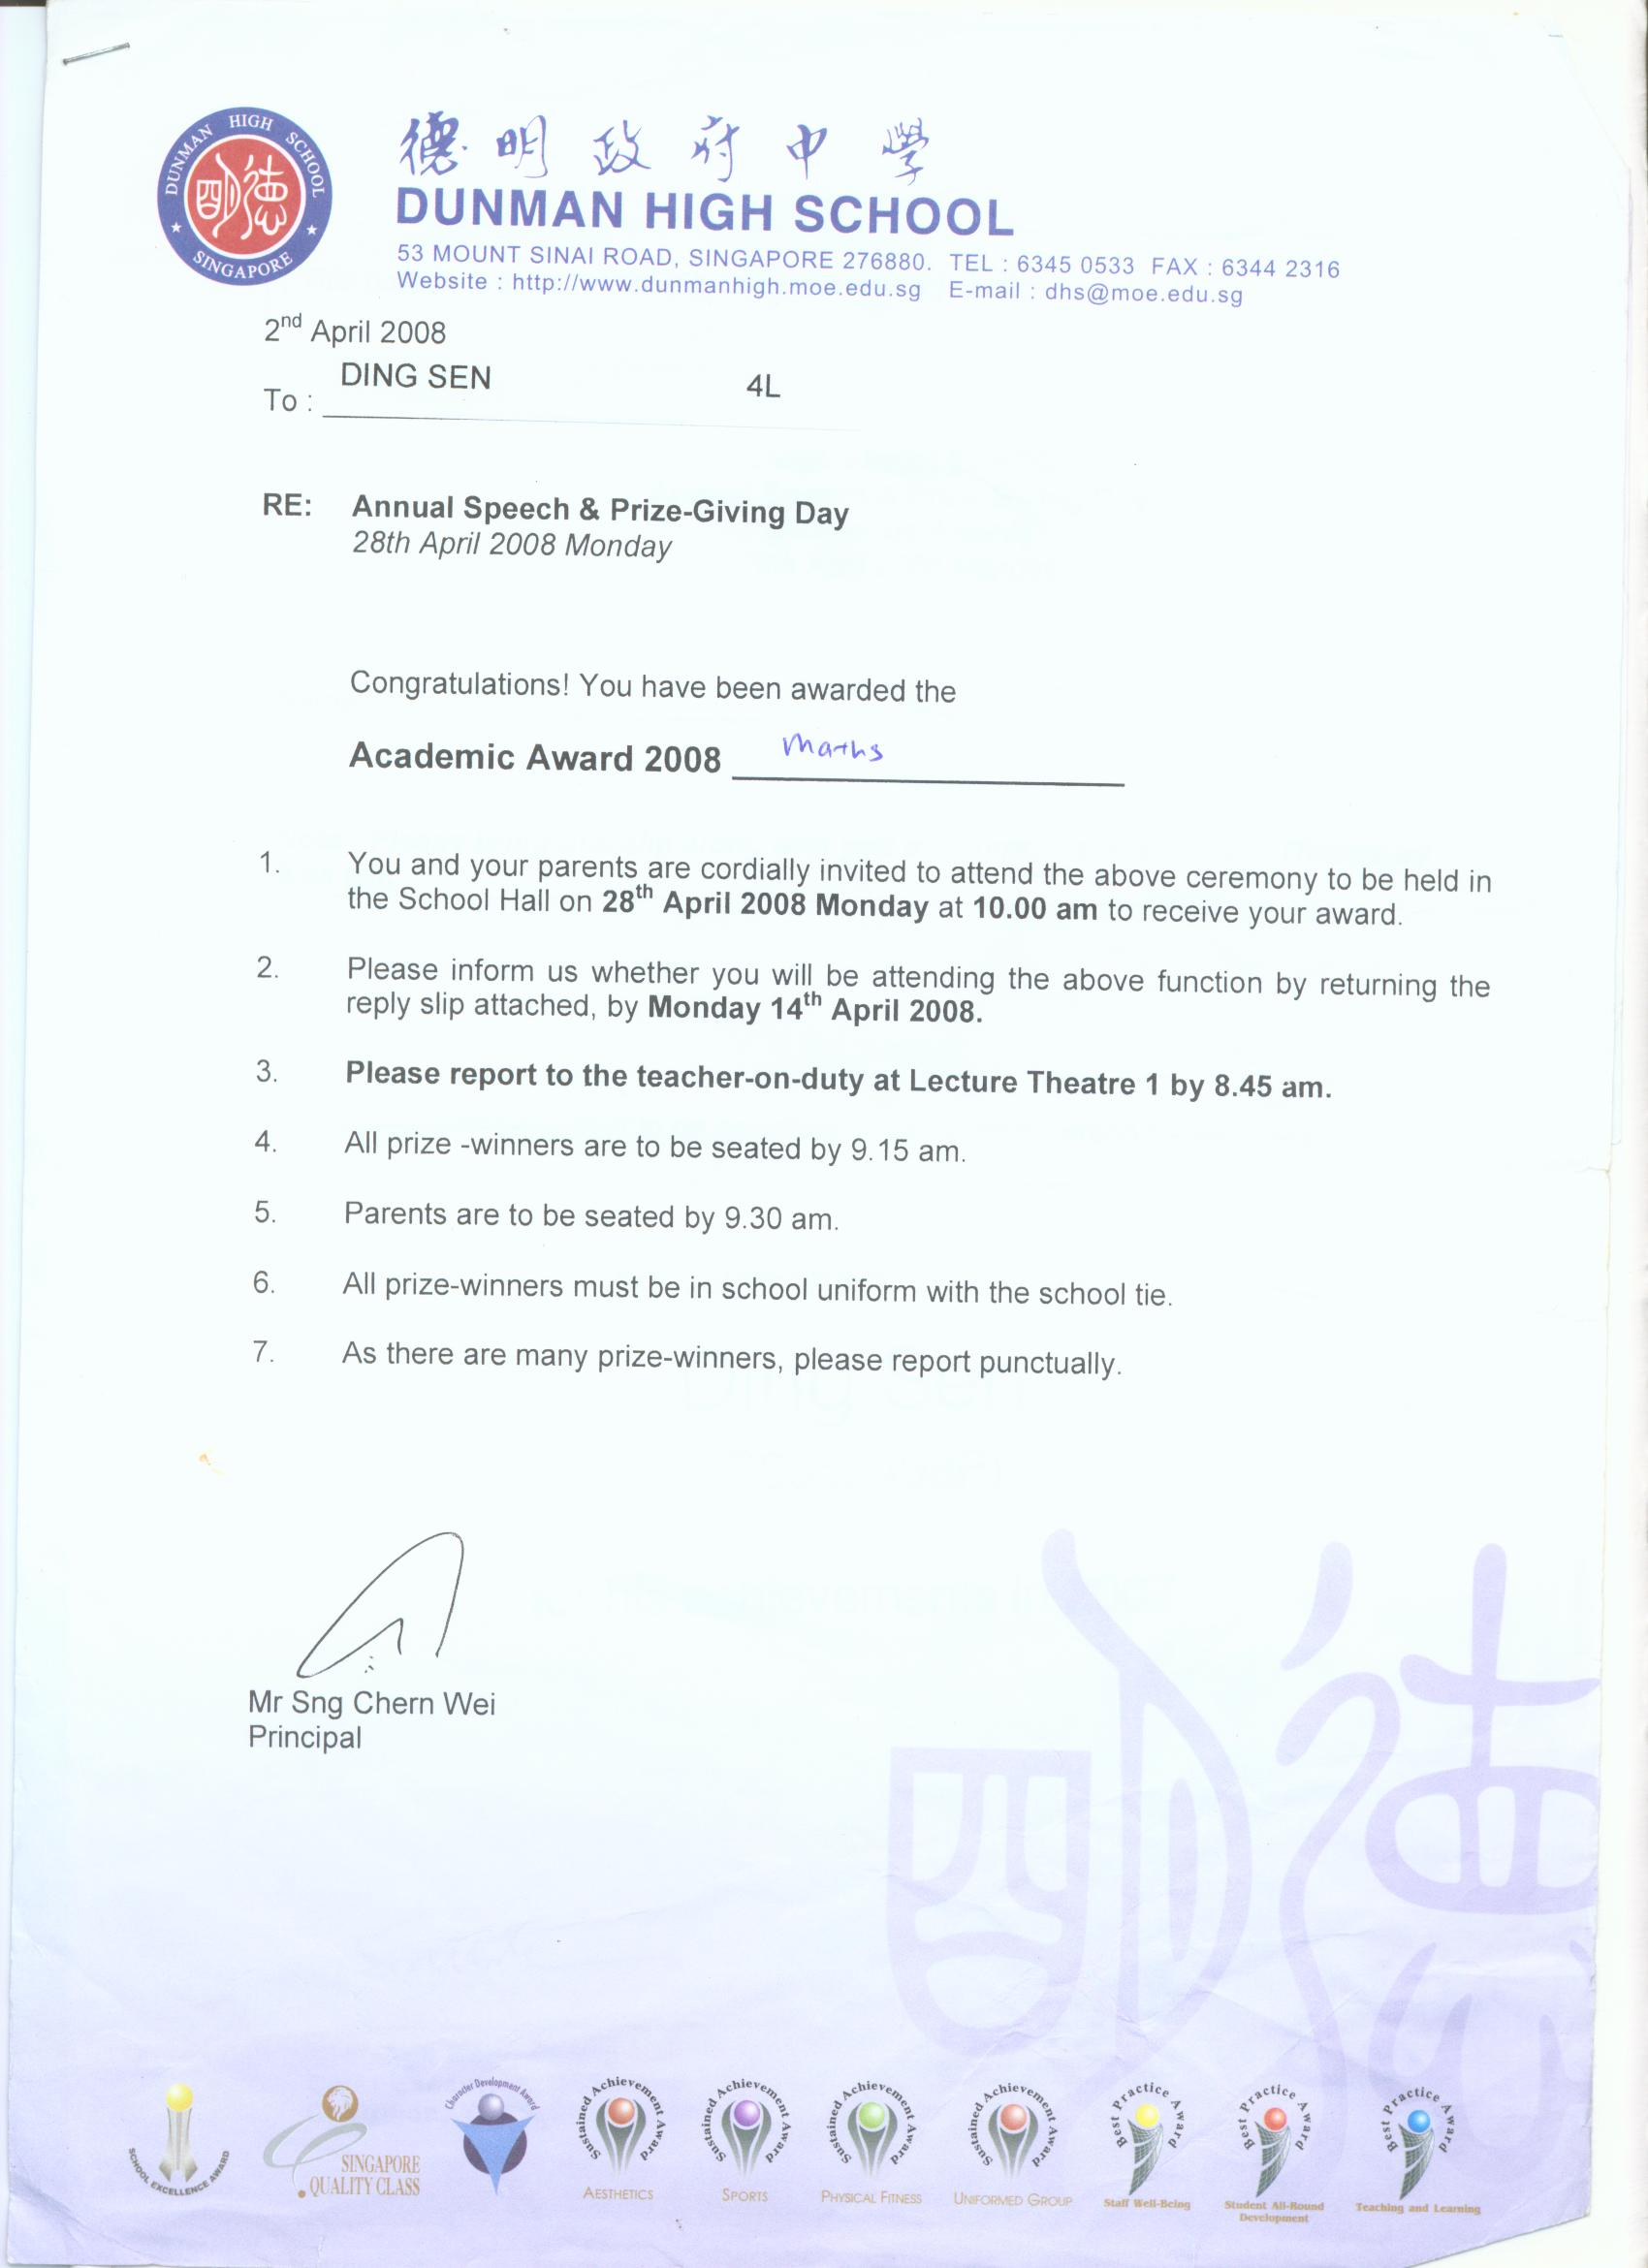 DUNMAN HIGH SCHOOL
SINGAPORE
德明政府中學
DUNMAN HIGH SCHOOL
53 MOUNT SINAI ROAD, SINGAPORE 276880. TEL : 6345 0533 FAX : 6344 2316
Website : http://www.dunmanhigh.moe.edu.sg E-mail : dhs@moe.edu.sg
2nd April 2008
DING SEN 4L
To :
RE: Annual Speech & Prize-Giving Day
28th April 2008 Monday
Congratulations! You have been awarded the
Academic Award 2008 Maths
1. You and your parents are cordially invited to attend the above ceremony to be held in
the School Hall on 28th April 2008 Monday at 10.00 am to receive your award.
2. Please inform us whether you will be attending the above function by returning the
reply slip attached, by Monday 14th April 2008.
3. Please report to the teacher-on-duty at Lecture Theatre 1 by 8.45 am.
4. All prize -winners are to be seated by 9.15 am.
5. Parents are to be seated by 9.30 am.
6. All prize-winners must be in school uniform with the school tie.
7. As there are many prize-winners, please report punctually.
Mr Sng Chern Wei
Principal
SCHOOL EXCELLENCE AWARD
SINGAPORE
QUALITY CLASS
Character Development Award
Sustained Achievement Award
AESTHETICS
Sustained Achievement Award
SPORTS
Sustained Achievement Award
PHYSICAL FITNESS
Sustained Achievement Award
UNIFORMED GROUP
Best Practice Award
Staff Well-Being
Best Practice Award
Student All-Round
Development
Best Practice Award
Teaching and Learning